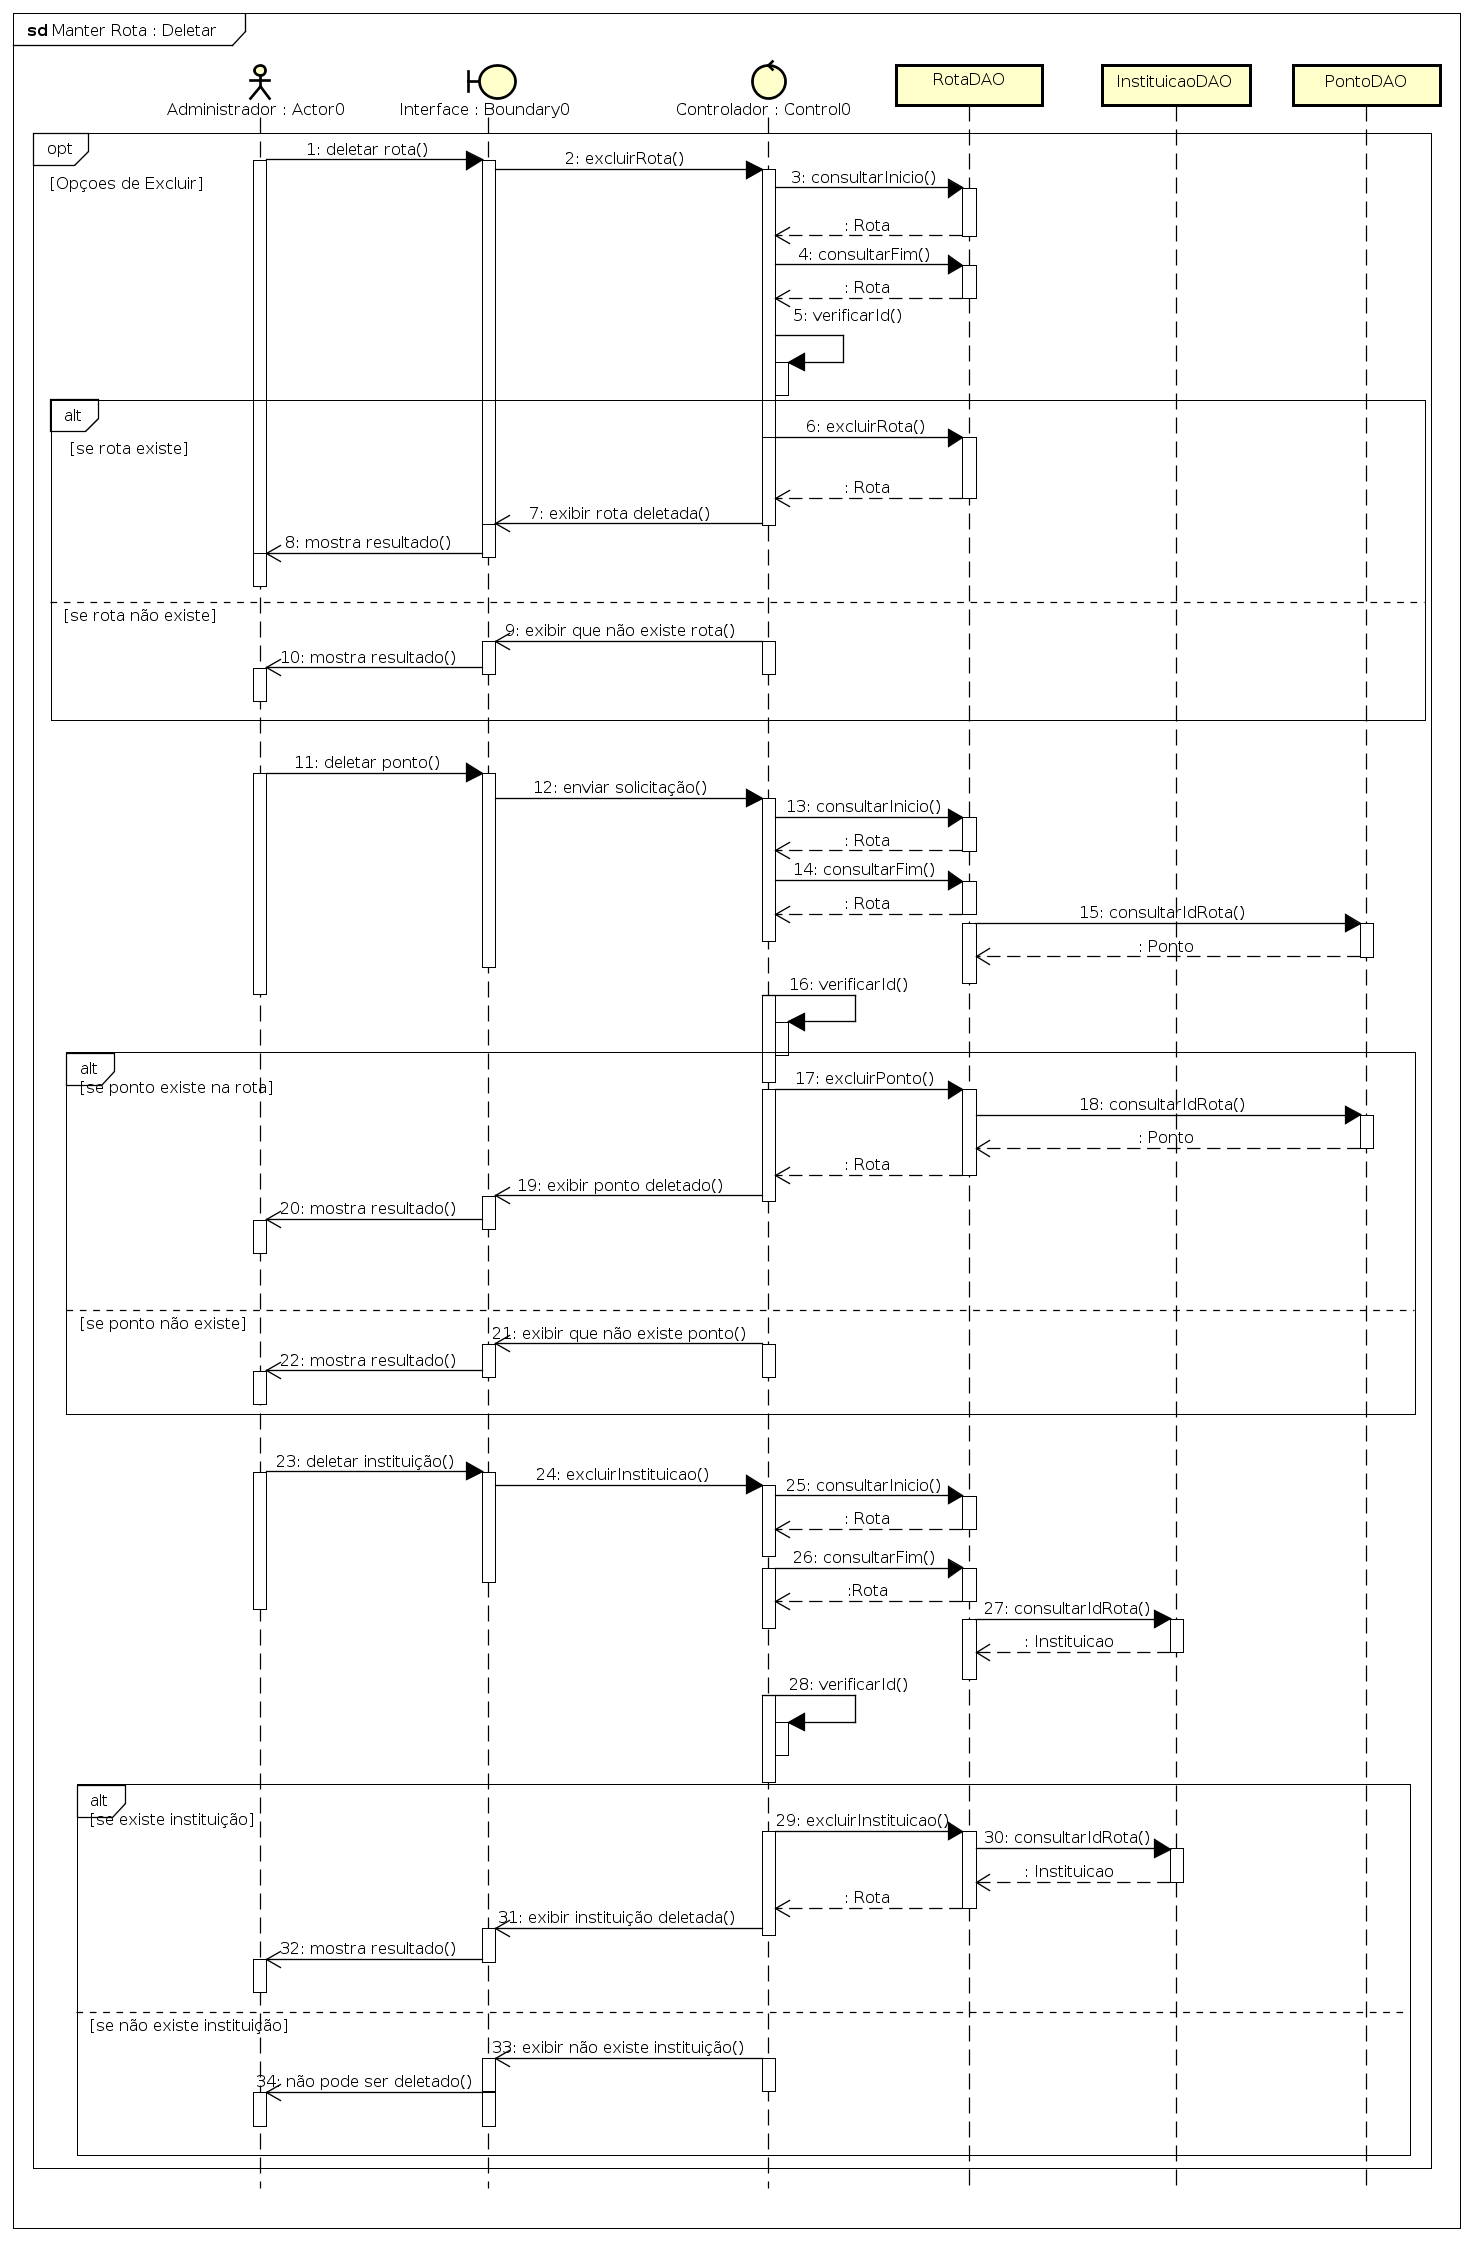 sd Manter Rota : Deletar
Administrador : Actor0
Interface : Boundary0
Controlador : Control0
RotaDAO
InstituicaoDAO
PontoDAO
opt
[Opçoes de Excluir]
1: deletar rota()
2: excluirRota()
3: consultarInicio()
: Rota
4: consultarFim()
: Rota
5: verificarId()
alt
[se rota existe]
6: excluirRota()
: Rota
7: exibir rota deletada()
8: mostra resultado()
[se rota não existe]
9: exibir que não existe rota()
10: mostra resultado()
11: deletar ponto()
12: enviar solicitação()
13: consultarInicio()
: Rota
14: consultarFim()
: Rota
15: consultarIdRota()
: Ponto
16: verificarId()
alt
[se ponto existe na rota]
17: excluirPonto()
18: consultarIdRota()
: Ponto
: Rota
19: exibir ponto deletado()
20: mostra resultado()
[se ponto não existe]
21: exibir que não existe ponto()
22: mostra resultado()
23: deletar instituição()
24: excluirInstituicao()
25: consultarInicio()
: Rota
26: consultarFim()
:Rota
27: consultarIdRota()
: Instituicao
28: verificarId()
alt
[se existe instituição]
29: excluirInstituicao()
30: consultarIdRota()
: Instituicao
: Rota
31: exibir instituição deletada()
32: mostra resultado()
[se não existe instituição]
33: exibir não existe instituição()
34: não pode ser deletado()